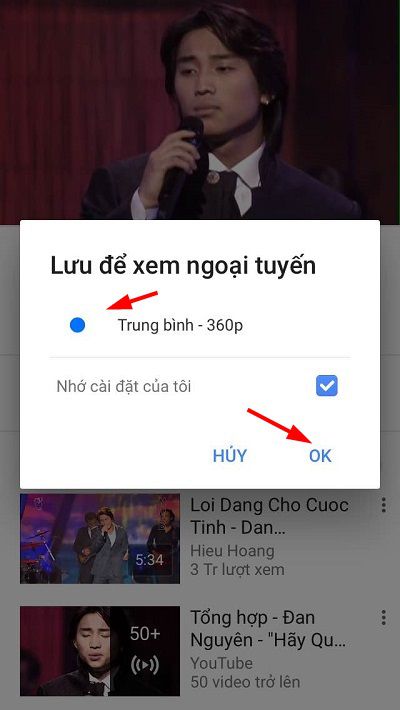 Lưu để xem ngoại tuyến
Trung bình - 360p
Nhớ cài đặt của tôi
HỦY
OK
Loi Dang Cho Cuoc
Tinh - Dan...
Hieu Hoang
3 Tr lượt xem
5:34
Tổng hợp - Đan
Nguyên - "Hãy Qu...
YouTube
50 video trở lên
50+